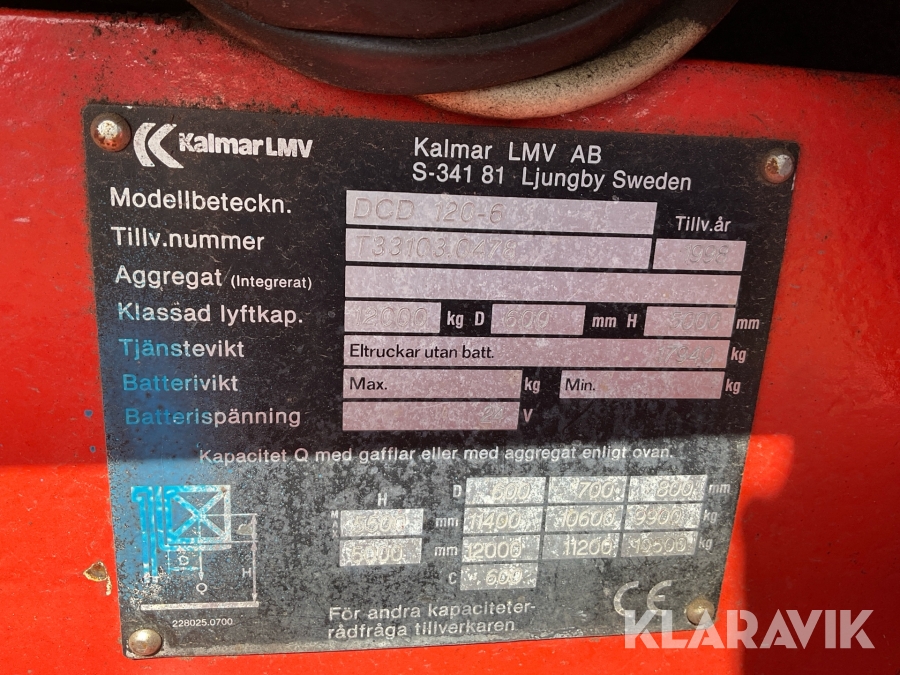 Kalmar LMV
Kalmar LMV AB
S-341 81 Ljungby Sweden
Modellbeteckn. DCD 120-6
Tillv.år
Tillv.nummer T33103.0478
Aggregat (Integrerat)
Klassad lyftkap. 12000 kg D 600 mm H mm
Tjänstevikt Eltruckar utan batt. kg
Batterivikt Max. kg Min. kg
Batterispänning 24 V
Kapacitet Q med gafflar eller med aggregat enligt ovan.
H D 600 700 800 mm
mm 11400 10600 9900 kg
mm 12000 11200 10500 kg
C 600
D
D
H
Q
228025.0700
För andra kapaciteter-
rådfråga tillverkaren
CE
KLARAVIK